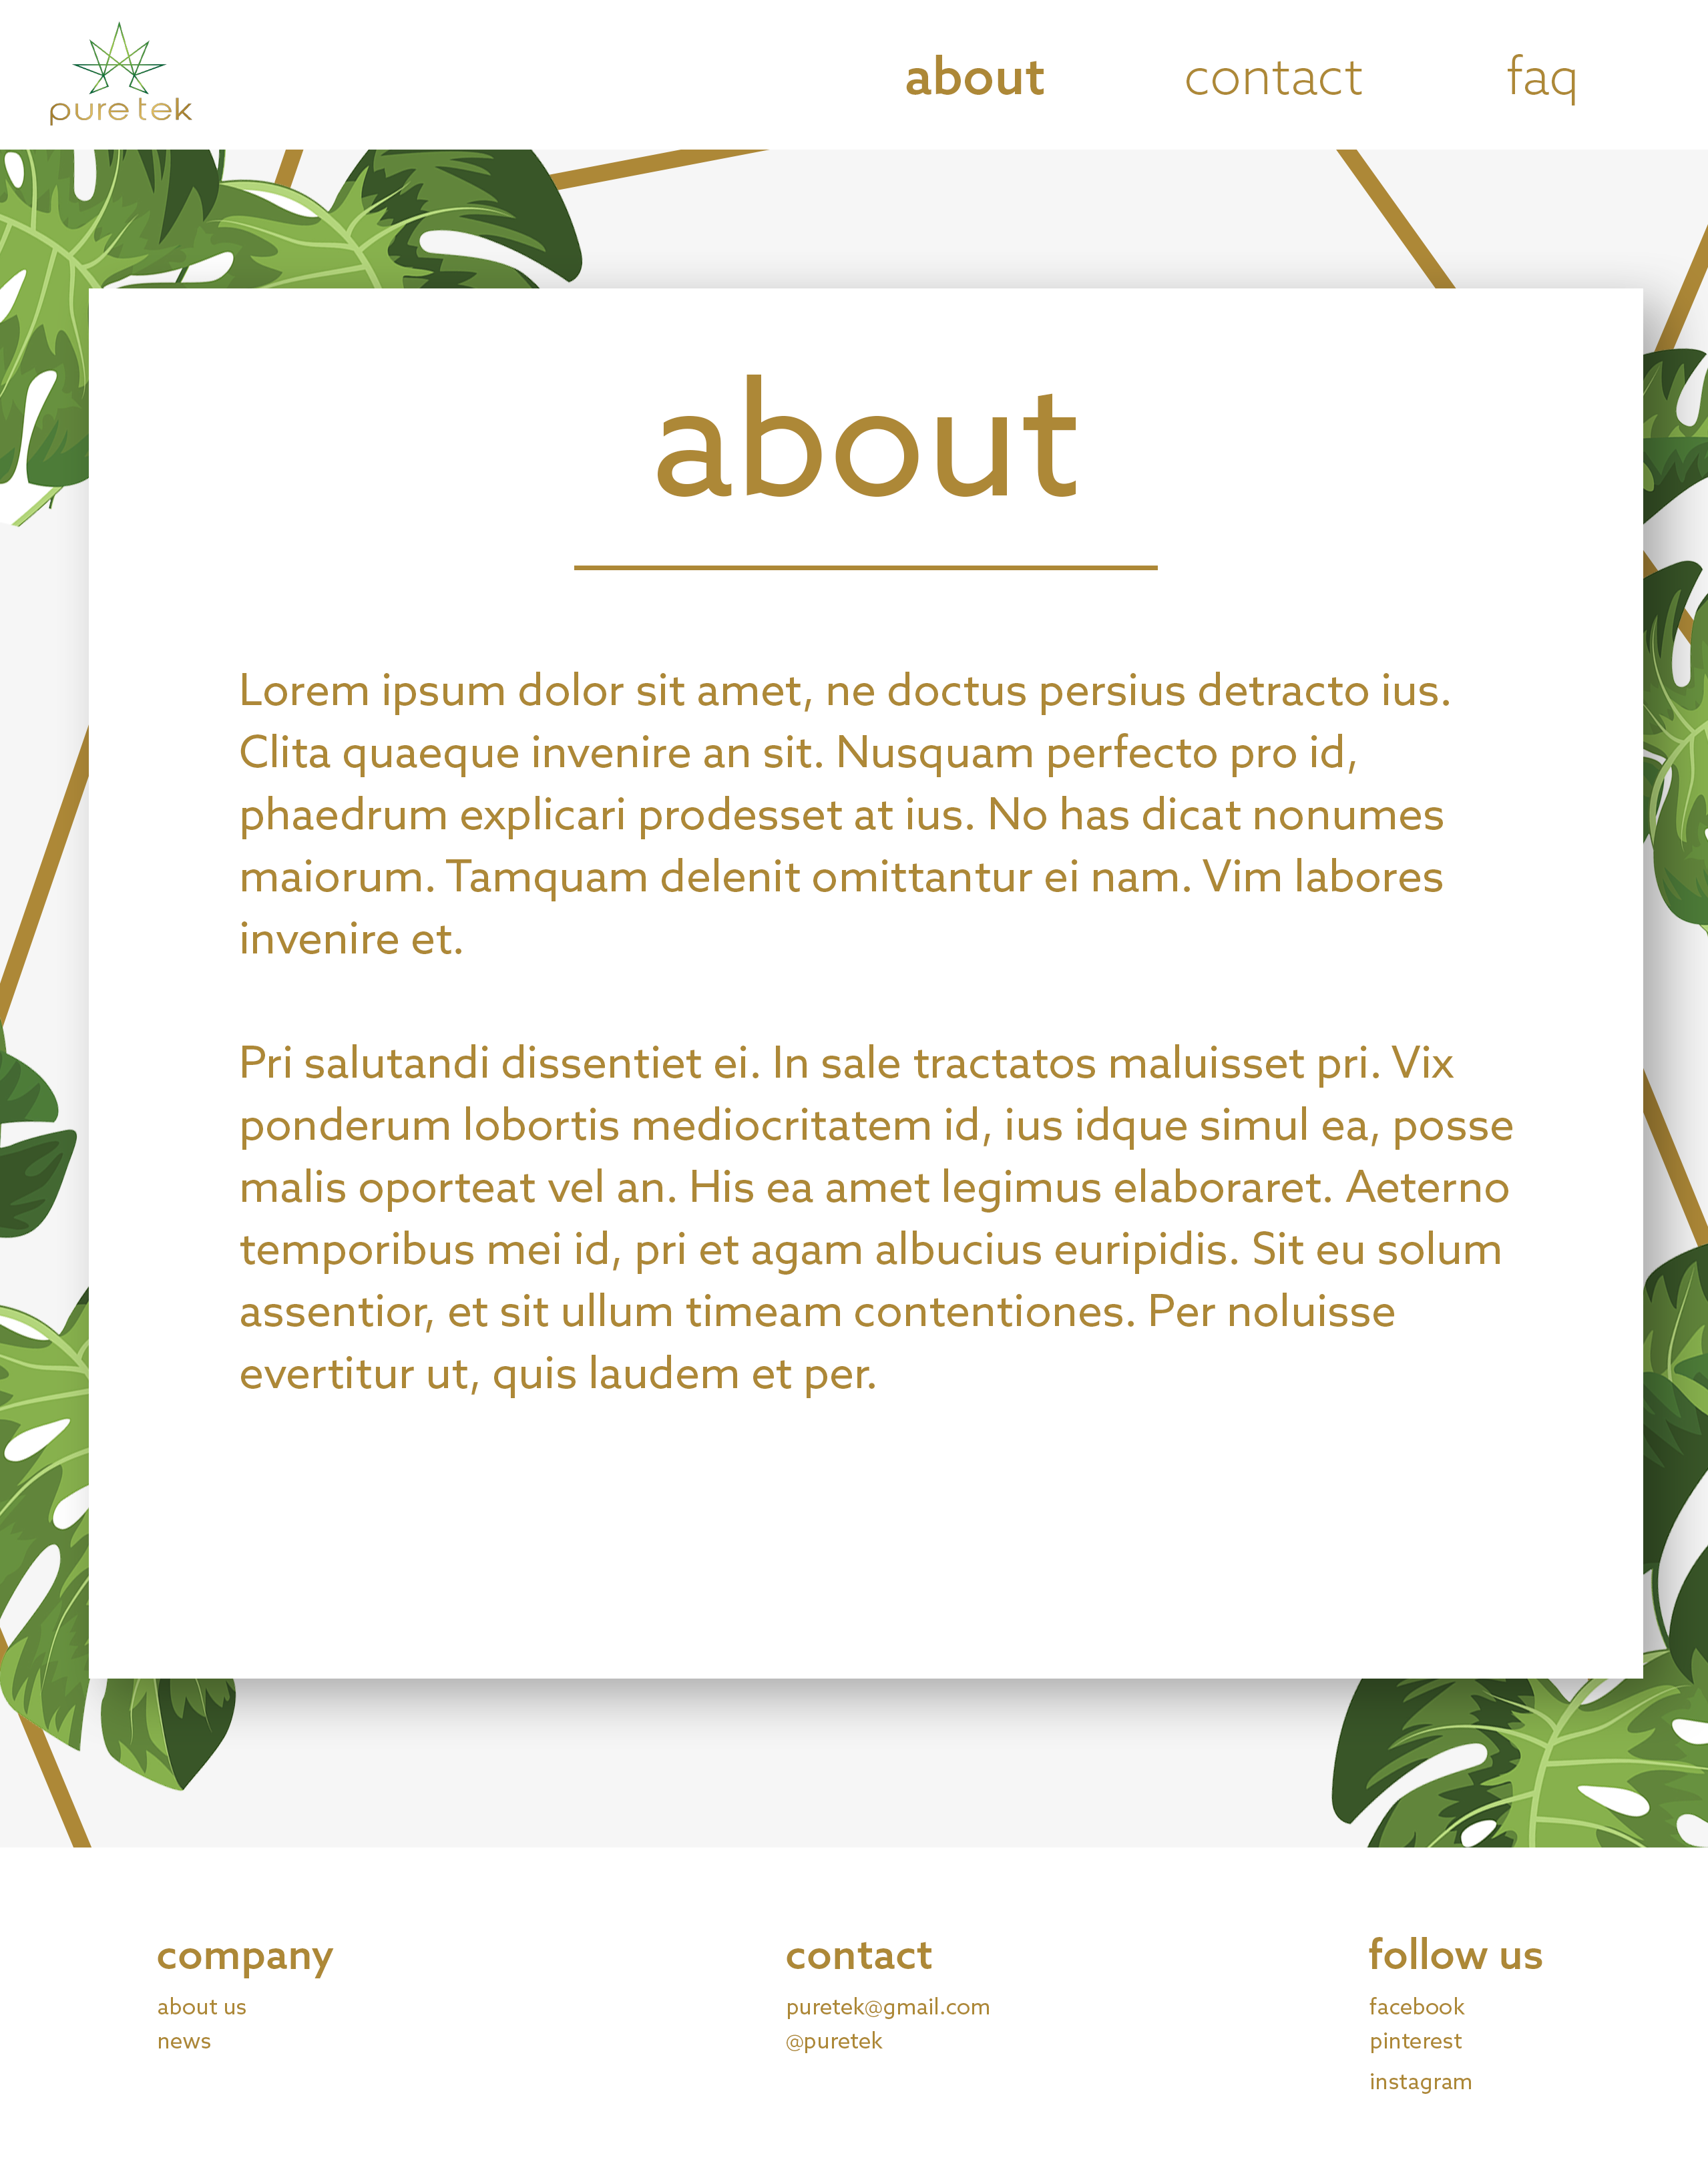 pure tek
about
contact
faq
about
Lorem ipsum dolor sit amet, ne doctus persius detracto ius.
Clita quaeque invenire an sit. Nusquam perfecto pro id,
phaedrum explicari prodesset at ius. No has dicat nonumes
maiorum. Tamquam delenit omittantur ei nam. Vim labores
invenire et.
Pri salutandi dissentiet ei. In sale tractatos maluisset pri. Vix
ponderum lobortis mediocritatem id, ius idque simul ea, posse
malis oporteat vel an. His ea amet legimus elaboraret. Aeterno
temporibus mei id, pri et agam albucius euripidis. Sit eu solum
assentior, et sit ullum timeam contentiones. Per noluisse
evertitur ut, quis laudem et per.
company
about us
news
contact
puretek@gmail.com
@puretek
follow us
facebook
pinterest
instagram